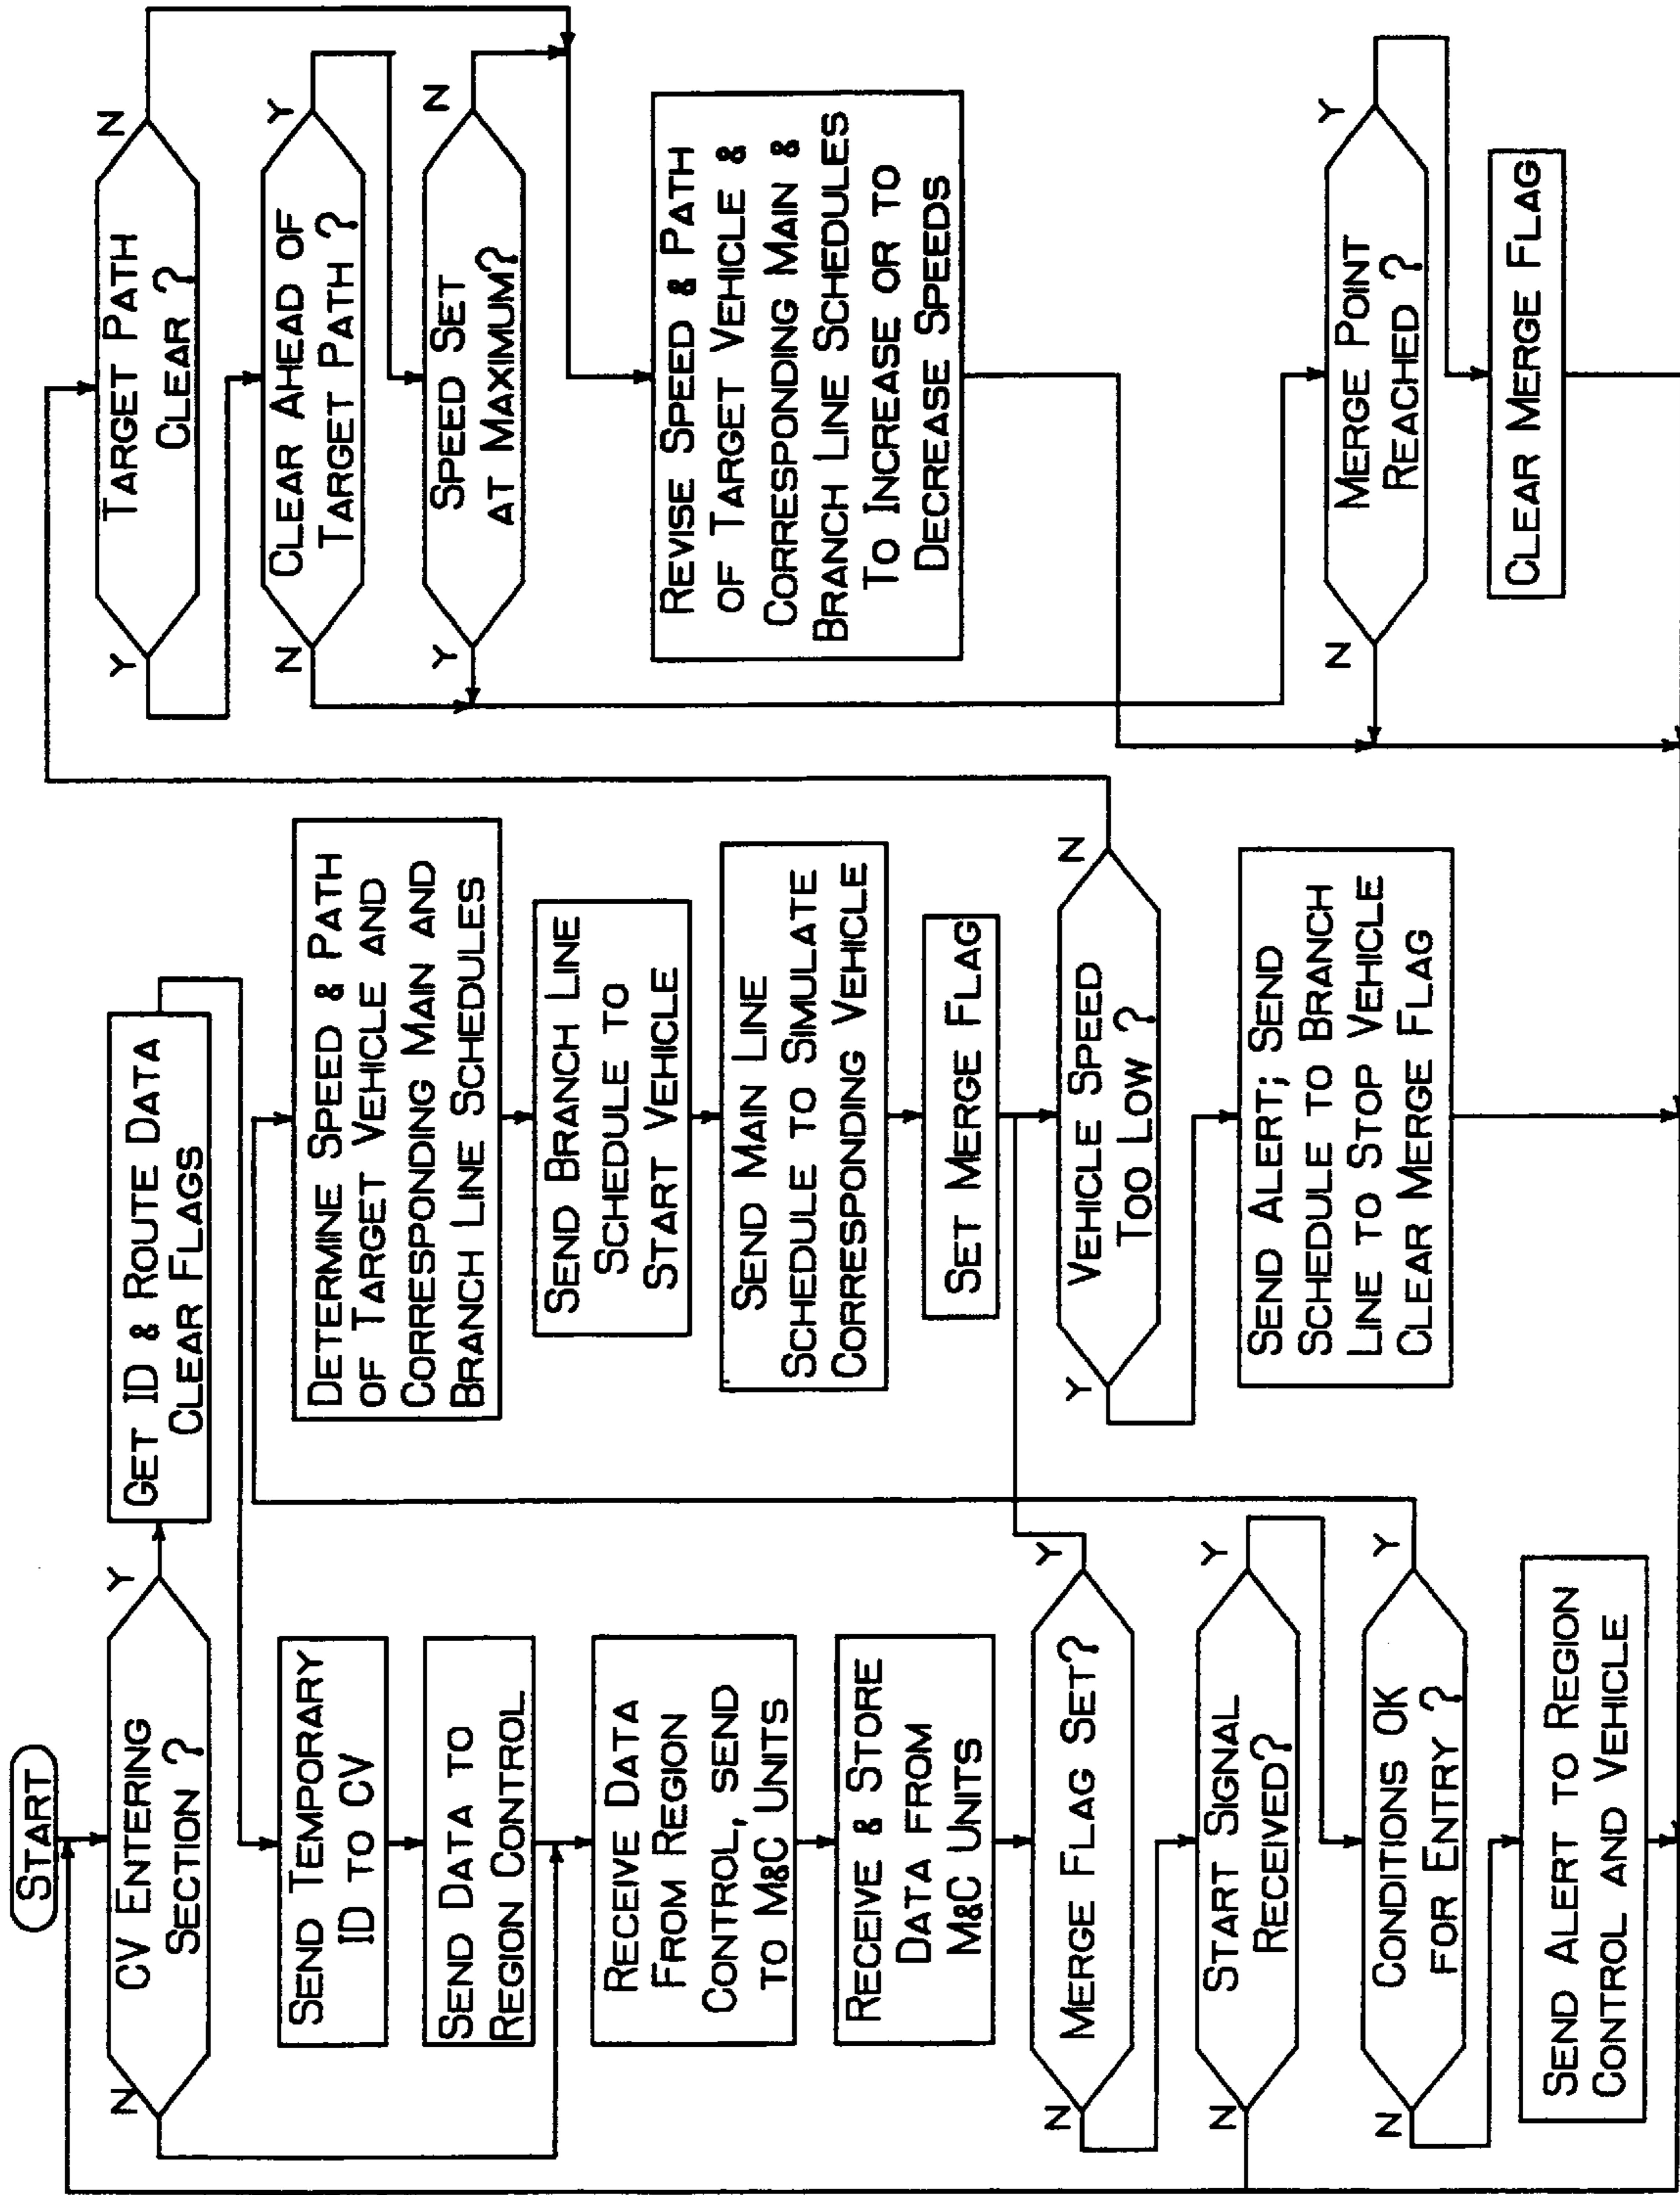 START
CV ENTERING
SECTION ?
N
Y
GET ID & ROUTE DATA
CLEAR FLAGS
SEND TEMPORARY
ID TO CV
SEND DATA TO
REGION CONTROL
RECEIVE DATA
FROM REGION
CONTROL, SEND
TO M&C UNITS
RECEIVE & STORE
DATA FROM
M&C UNITS
MERGE FLAG SET?
N
Y
START SIGNAL
RECEIVED?
N
Y
CONDITIONS OK
FOR ENTRY ?
N
Y
SEND ALERT TO REGION
CONTROL AND VEHICLE
DETERMINE SPEED & PATH
OF TARGET VEHICLE AND
CORRESPONDING MAIN AND
BRANCH LINE SCHEDULES
SEND BRANCH LINE
SCHEDULE TO
START VEHICLE
SEND MAIN LINE
SCHEDULE TO SIMULATE
CORRESPONDING VEHICLE
SET MERGE FLAG
VEHICLE SPEED
TOO LOW ?
Y
N
SEND ALERT; SEND
SCHEDULE TO BRANCH
LINE TO STOP VEHICLE
CLEAR MERGE FLAG
TARGET PATH
CLEAR ?
Y
N
CLEAR AHEAD OF
TARGET PATH ?
N
Y
SPEED SET
AT MAXIMUM?
Y
N
REVISE SPEED & PATH
OF TARGET VEHICLE &
CORRESPONDING MAIN &
BRANCH LINE SCHEDULES
TO INCREASE OR TO
DECREASE SPEEDS
MERGE POINT
REACHED ?
N
Y
CLEAR MERGE FLAG